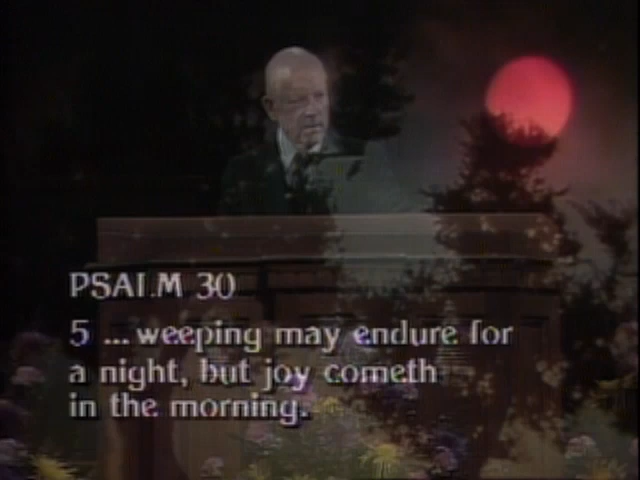 PSALM 30
5 ... weeping may endure for
a night, but joy cometh
in the morning.